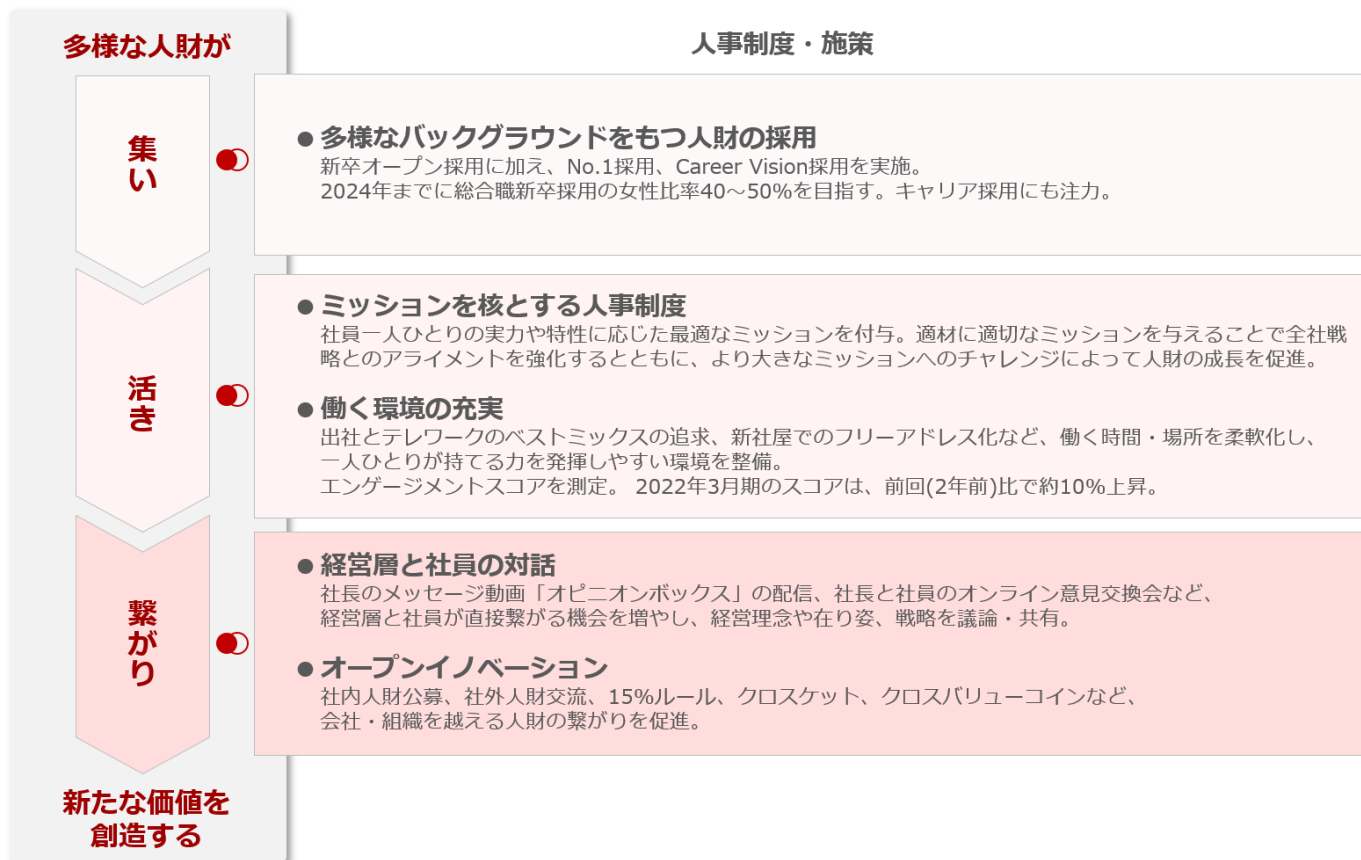 多様な人財が
人事制度・施策
集い
● 多様なバックグラウンドをもつ人財の採用
新卒オープン採用に加え、No.1採用、Career Vision採用を実施。
2024年までに総合職新卒採用の女性比率40～50%を目指す。キャリア採用にも注力。
活き
● ミッションを核とする人事制度
社員一人ひとりの実力や特性に応じた最適なミッションを付与。適材に適切なミッションを与えることで全社戦
略とのアライメントを強化するとともに、より大きなミッションへのチャレンジによって人財の成長を促進。
● 働く環境の充実
出社とテレワークのベストミックスの追求、新社屋でのフリーアドレス化など、働く時間・場所を柔軟化し、
一人ひとりが持てる力を発揮しやすい環境を整備。
エンゲージメントスコアを測定。 2022年3月期のスコアは、前回(2年前)比で約10%上昇。
繋がり
● 経営層と社員の対話
社長のメッセージ動画「オピニオンボックス」の配信、社長と社員のオンライン意見交換会など、
経営層と社員が直接繋がる機会を増やし、経営理念や在り姿、戦略を議論・共有。
● オープンイノベーション
社内人財公募、社外人財交流、15%ルール、クロスケット、クロスバリューコインなど、
会社・組織を越える人財の繋がりを促進。
新たな価値を
創造する